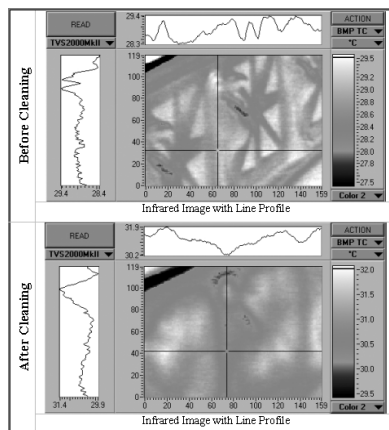 Before Cleaning
READ
TVS2000MkII
29.4
28.3
ACTION
BMP TC
°C
119
100
80
60
40
20
0
0 20 40 60 80 100 120 140 159
29.4 28.4
29.5
29.0
28.5
28.0
28.0
27.5
Color 2
Infrared Image with Line Profile
After Cleaning
READ
TVS2000MkII
31.9
30.2
ACTION
BMP TC
°C
119
100
80
60
40
20
0
0 20 40 60 80 100 120 140 159
31.4 29.9
32.0
31.5
31.0
30.5
30.0
29.5
Color 2
Infrared Image with Line Profile